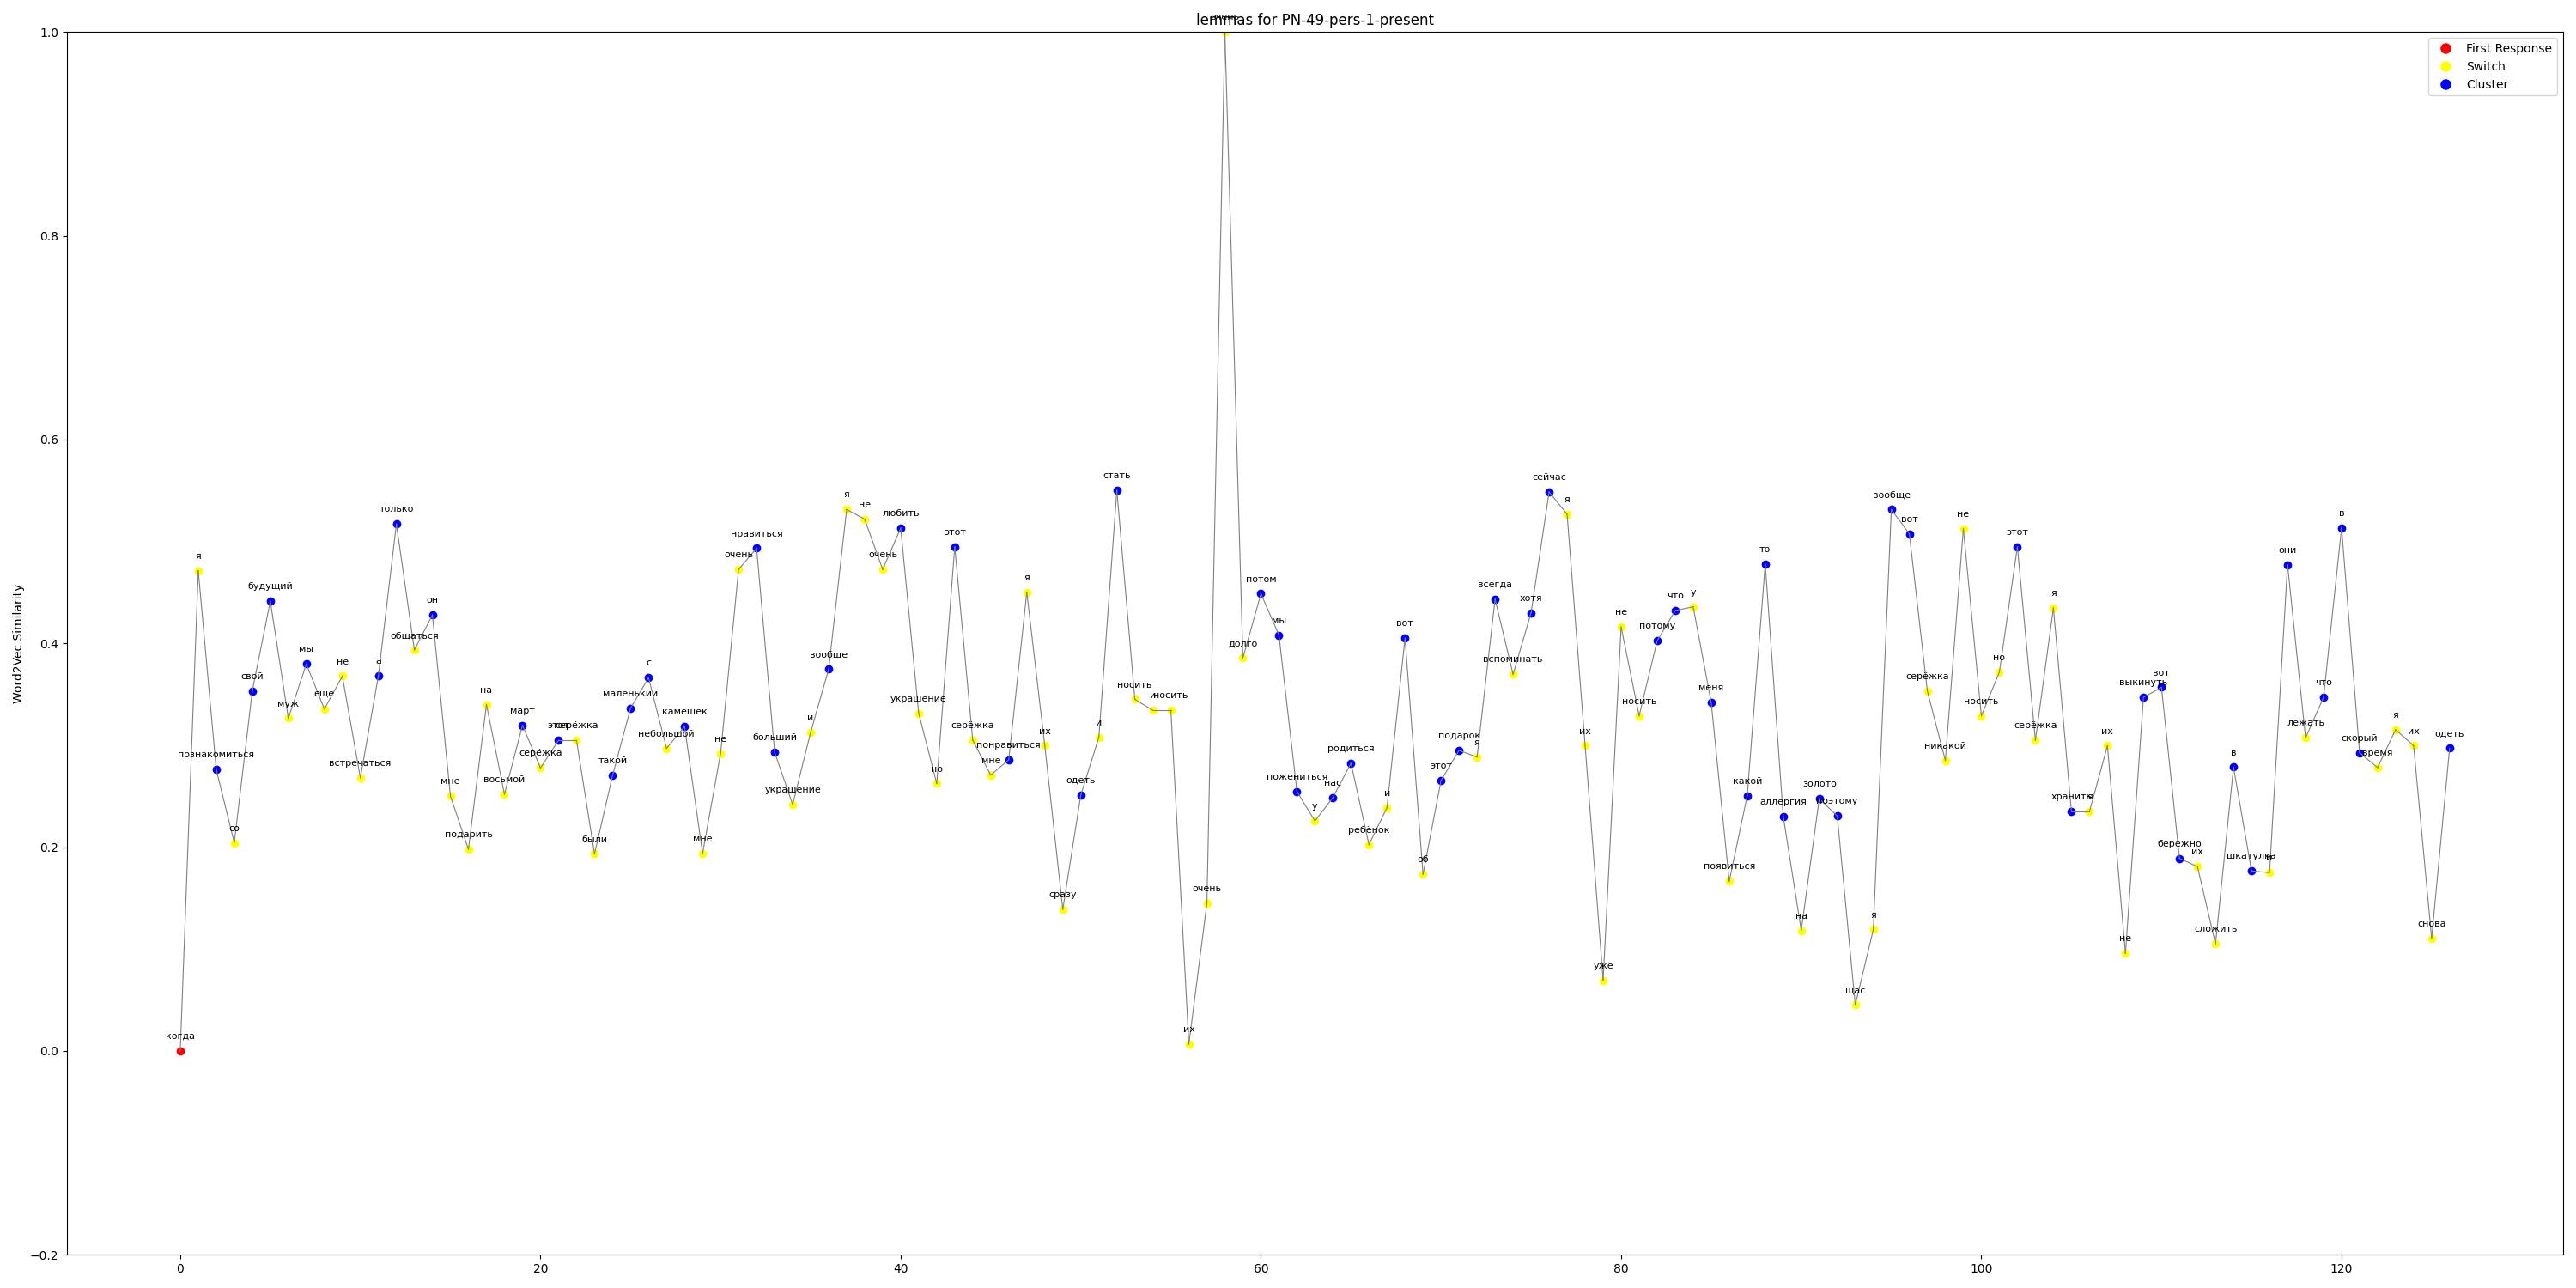 lemmas for PN-49-pers-1-present
First Response
Switch
Cluster
Word2Vec Similarity
1.0
0.8
0.6
0.4
0.2
0.0
−0.2
0
20
40
60
80
100
120
когда
я
познакомиться
со
свой
будущий
муж
мы
ещё
не
встречаться
а
только
общаться
он
мне
подарить
на
восьмой
март
серёжка
этот
серёжка
были
такой
маленький
с
небольшой
камешек
мне
не
очень
нравиться
больший
украшение
и
вообще
я
не
очень
любить
украшение
но
этот
серёжка
мне
понравиться
я
их
сразу
одеть
и
стать
носить
и
носить
их
очень
долго
потом
мы
пожениться
у
нас
родиться
ребёнок
и
вот
об
этот
подарок
я
всегда
вспоминать
хотя
сейчас
я
их
уже
не
носить
потому
что
у
меня
появиться
какой
то
аллергия
на
золото
поэтому
щас
я
вообще
вот
серёжка
никакой
не
носить
но
этот
серёжка
я
хранить
я
их
не
выкинуть
вот
бережно
их
сложить
в
шкатулка
и
они
лежать
что
в
скорый
время
я
их
снова
одеть